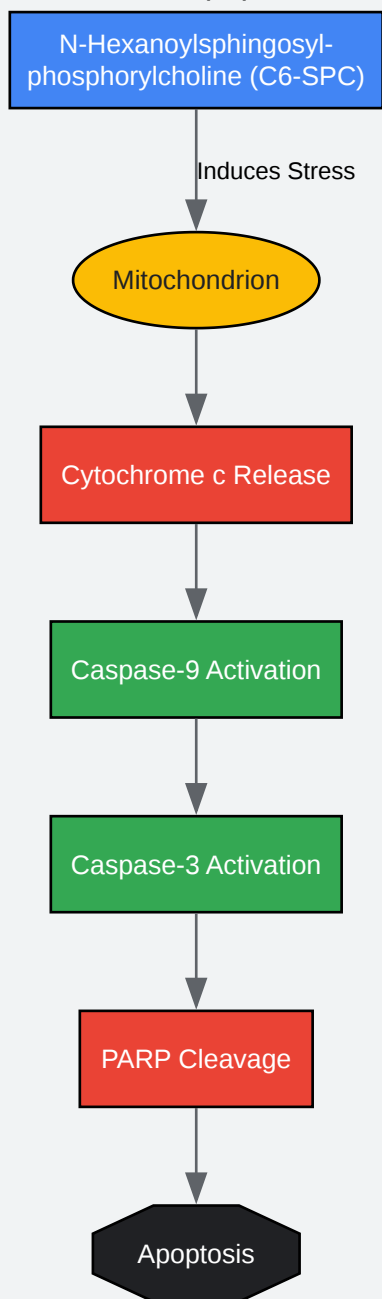 N-Hexanoylsphingosyl-
phosphorylcholine (C6-SPC)
Induces Stress
Mitochondrion
Cytochrome c Release
Caspase-9 Activation
Caspase-3 Activation
PARP Cleavage
Apoptosis